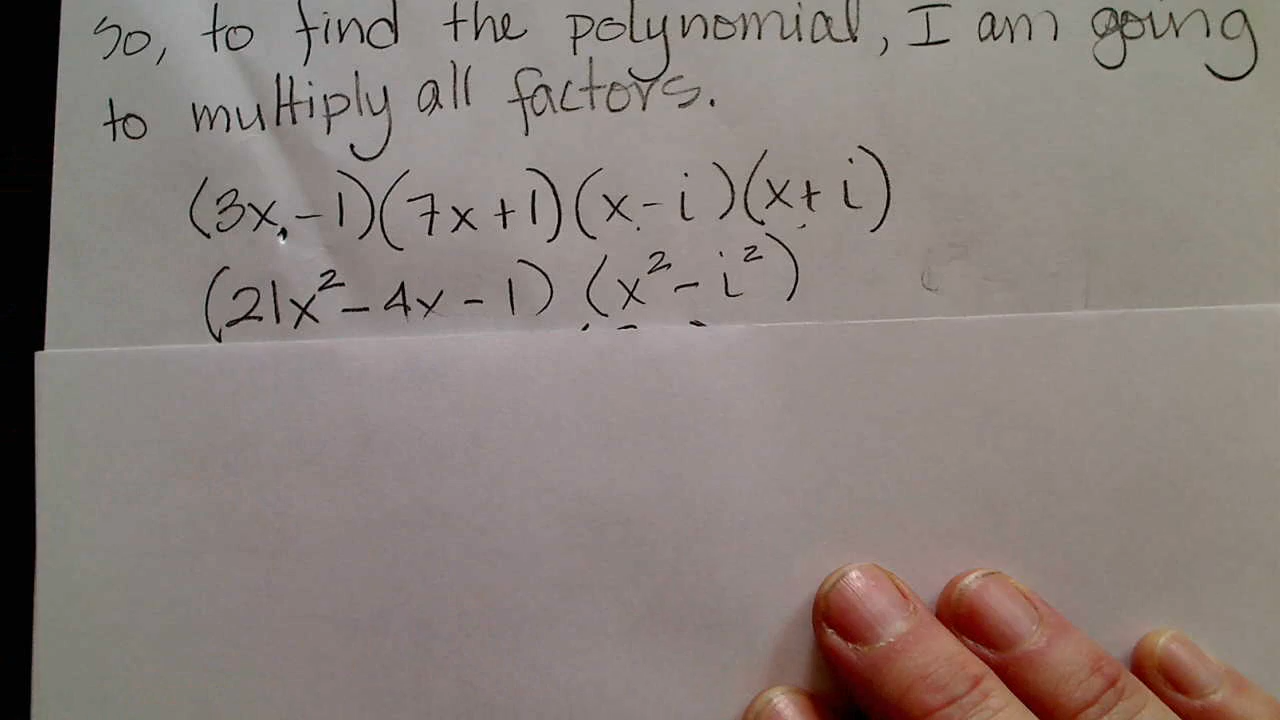 So, to find the polynomial, I am going
to multiply all factors.
(3x-1)(7x+1)(x-i)(x+i)
(21x²-4x-1)(x²-i²)